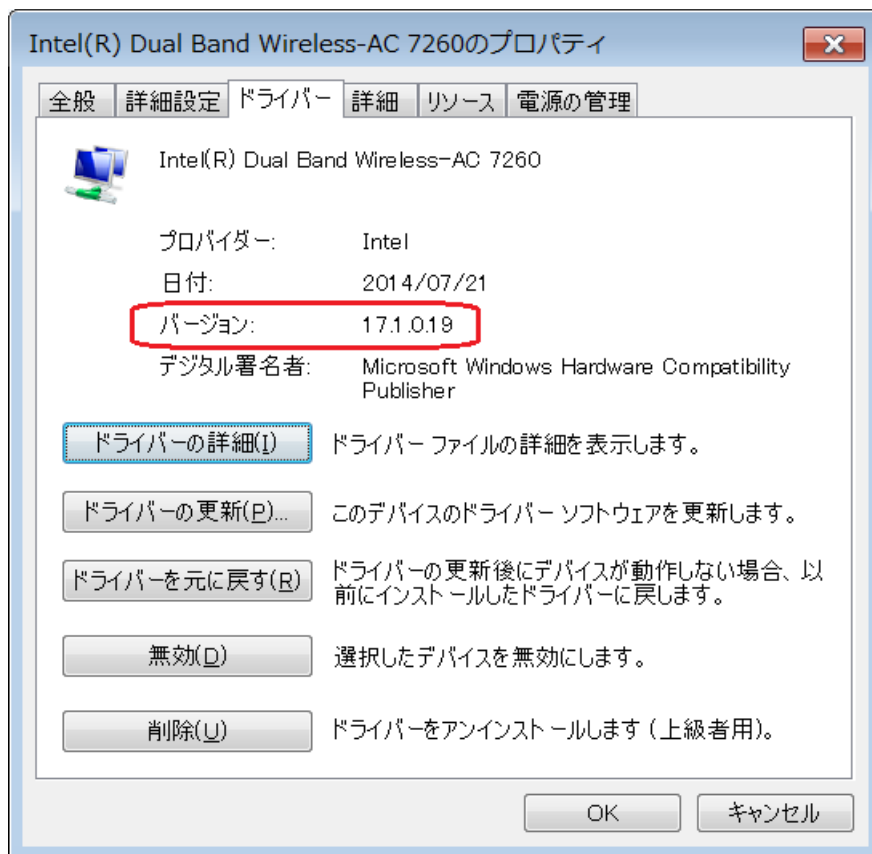 Intel(R) Dual Band Wireless-AC 7260のプロパティ
全般 詳細設定 ドライバー 詳細 リソース 電源の管理
Intel(R) Dual Band Wireless-AC 7260
プロバイダー: Intel
日付: 2014/07/21
バージョン: 17.1.0.19
デジタル署名者: Microsoft Windows Hardware Compatibility
Publisher
ドライバーの詳細(I) ドライバー ファイルの詳細を表示します。
ドライバーの更新(P)... このデバイスのドライバー ソフトウェアを更新します。
ドライバーを元に戻す(R) ドライバーの更新後にデバイスが動作しない場合、以
前にインストールしたドライバーに戻します。
無効(D) 選択したデバイスを無効にします。
削除(U) ドライバーをアンインストールします (上級者用)。
OK キャンセル